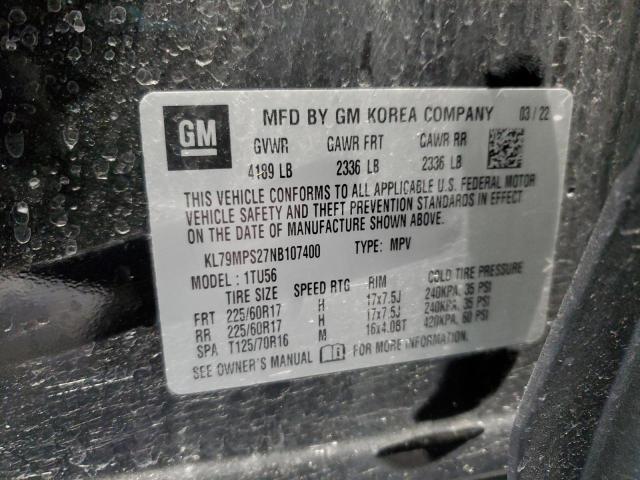 GM
MFD BY GM KOREA COMPANY 03 / 22
GVWR GAWR FRT GAWR RR
4189 LB 2336 LB 2336 LB
THIS VEHICLE CONFORMS TO ALL APPLICABLE U.S. FEDERAL MOTOR
VEHICLE SAFETY AND THEFT PREVENTION STANDARDS IN EFFECT
ON THE DATE OF MANUFACTURE SHOWN ABOVE.
KL79MPS27NB107400 TYPE: MPV
MODEL : 1TU56
TIRE SIZE SPEED RTG RIM COLD TIRE PRESSURE
FRT 225/60R17 H 17x7.5J 240KPA, 35 PSI
RR 225/60R17 H 17x7.5J 240KPA, 35 PSI
SPA T125/70R16 M 16x4.0BT 420KPA, 60 PSI
SEE OWNER'S MANUAL FOR MORE INFORMATION.